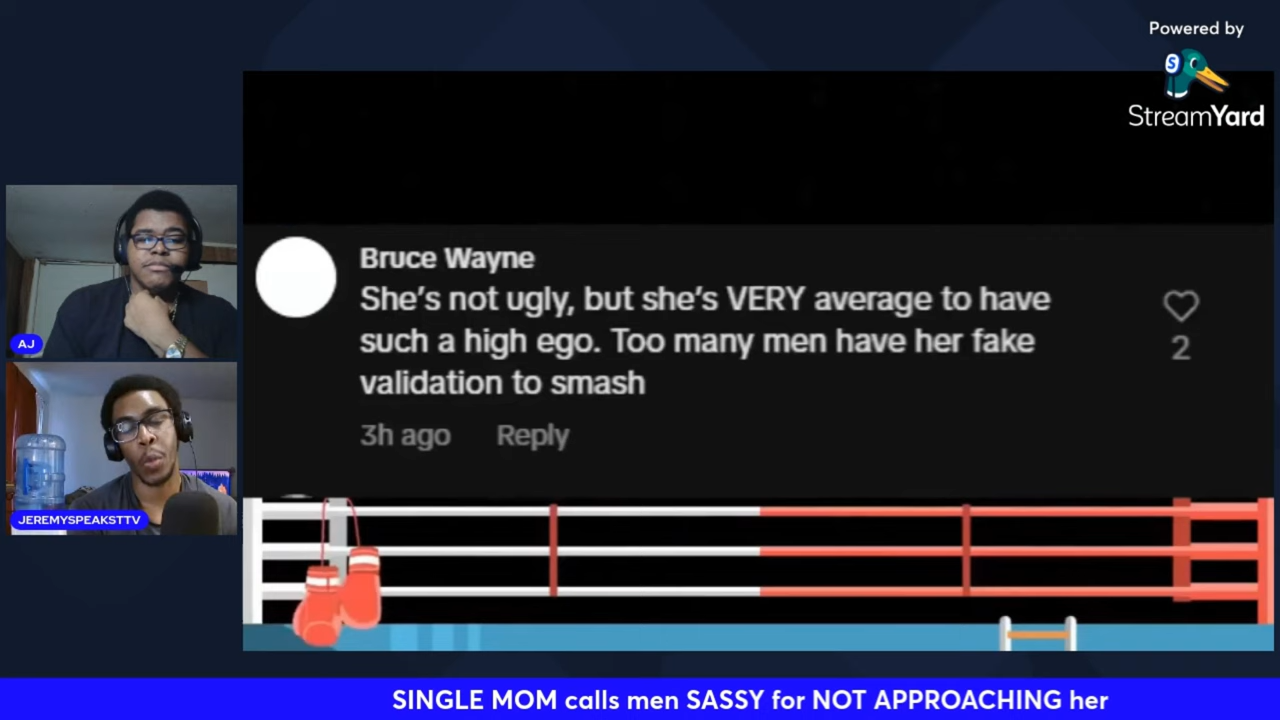 Powered by
S
StreamYard
AJ
JEREMYSPEAKSTTV
Bruce Wayne
She's not ugly, but she's VERY average to have
such a high ego. Too many men have her fake
validation to smash
2
3h ago Reply
SINGLE MOM calls men SASSY for NOT APPROACHING her